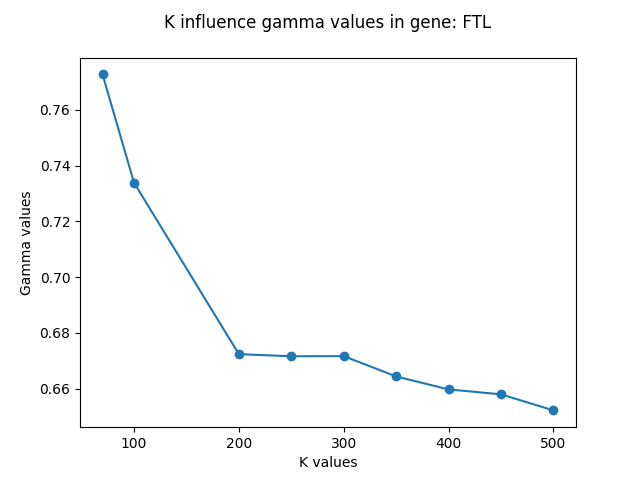 K influence gamma values in gene: FTL
0.76
0.74
0.72
0.70
0.68
0.66
Gamma values
100 200 300 400 500
K values